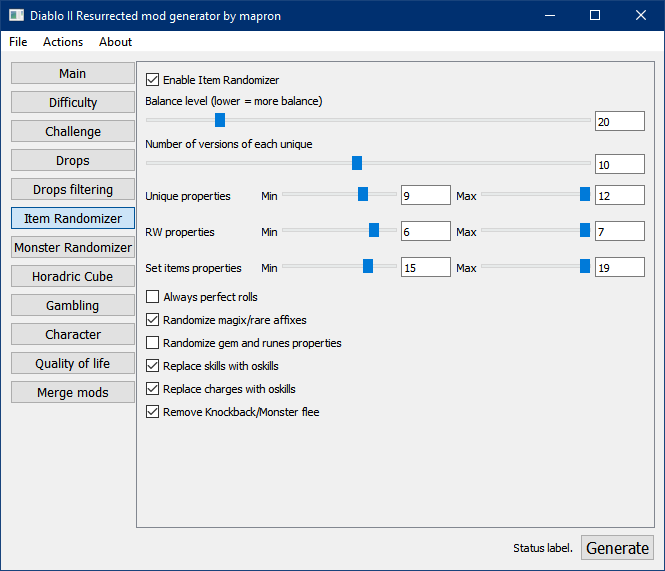 Diablo II Resurrected mod generator by mapron
File Actions About
Main
Difficulty
Challenge
Drops
Drops filtering
Item Randomizer
Monster Randomizer
Horadric Cube
Gambling
Character
Quality of life
Merge mods
Enable Item Randomizer
Balance level (lower = more balance)
20
Number of versions of each unique
10
Unique properties Min 9 Max 12
RW properties Min 6 Max 7
Set items properties Min 15 Max 19
Always perfect rolls
Randomize magix/rare affixes
Randomize gem and runes properties
Replace skills with oskills
Replace charges with oskills
Remove Knockback/Monster flee
Status label. Generate